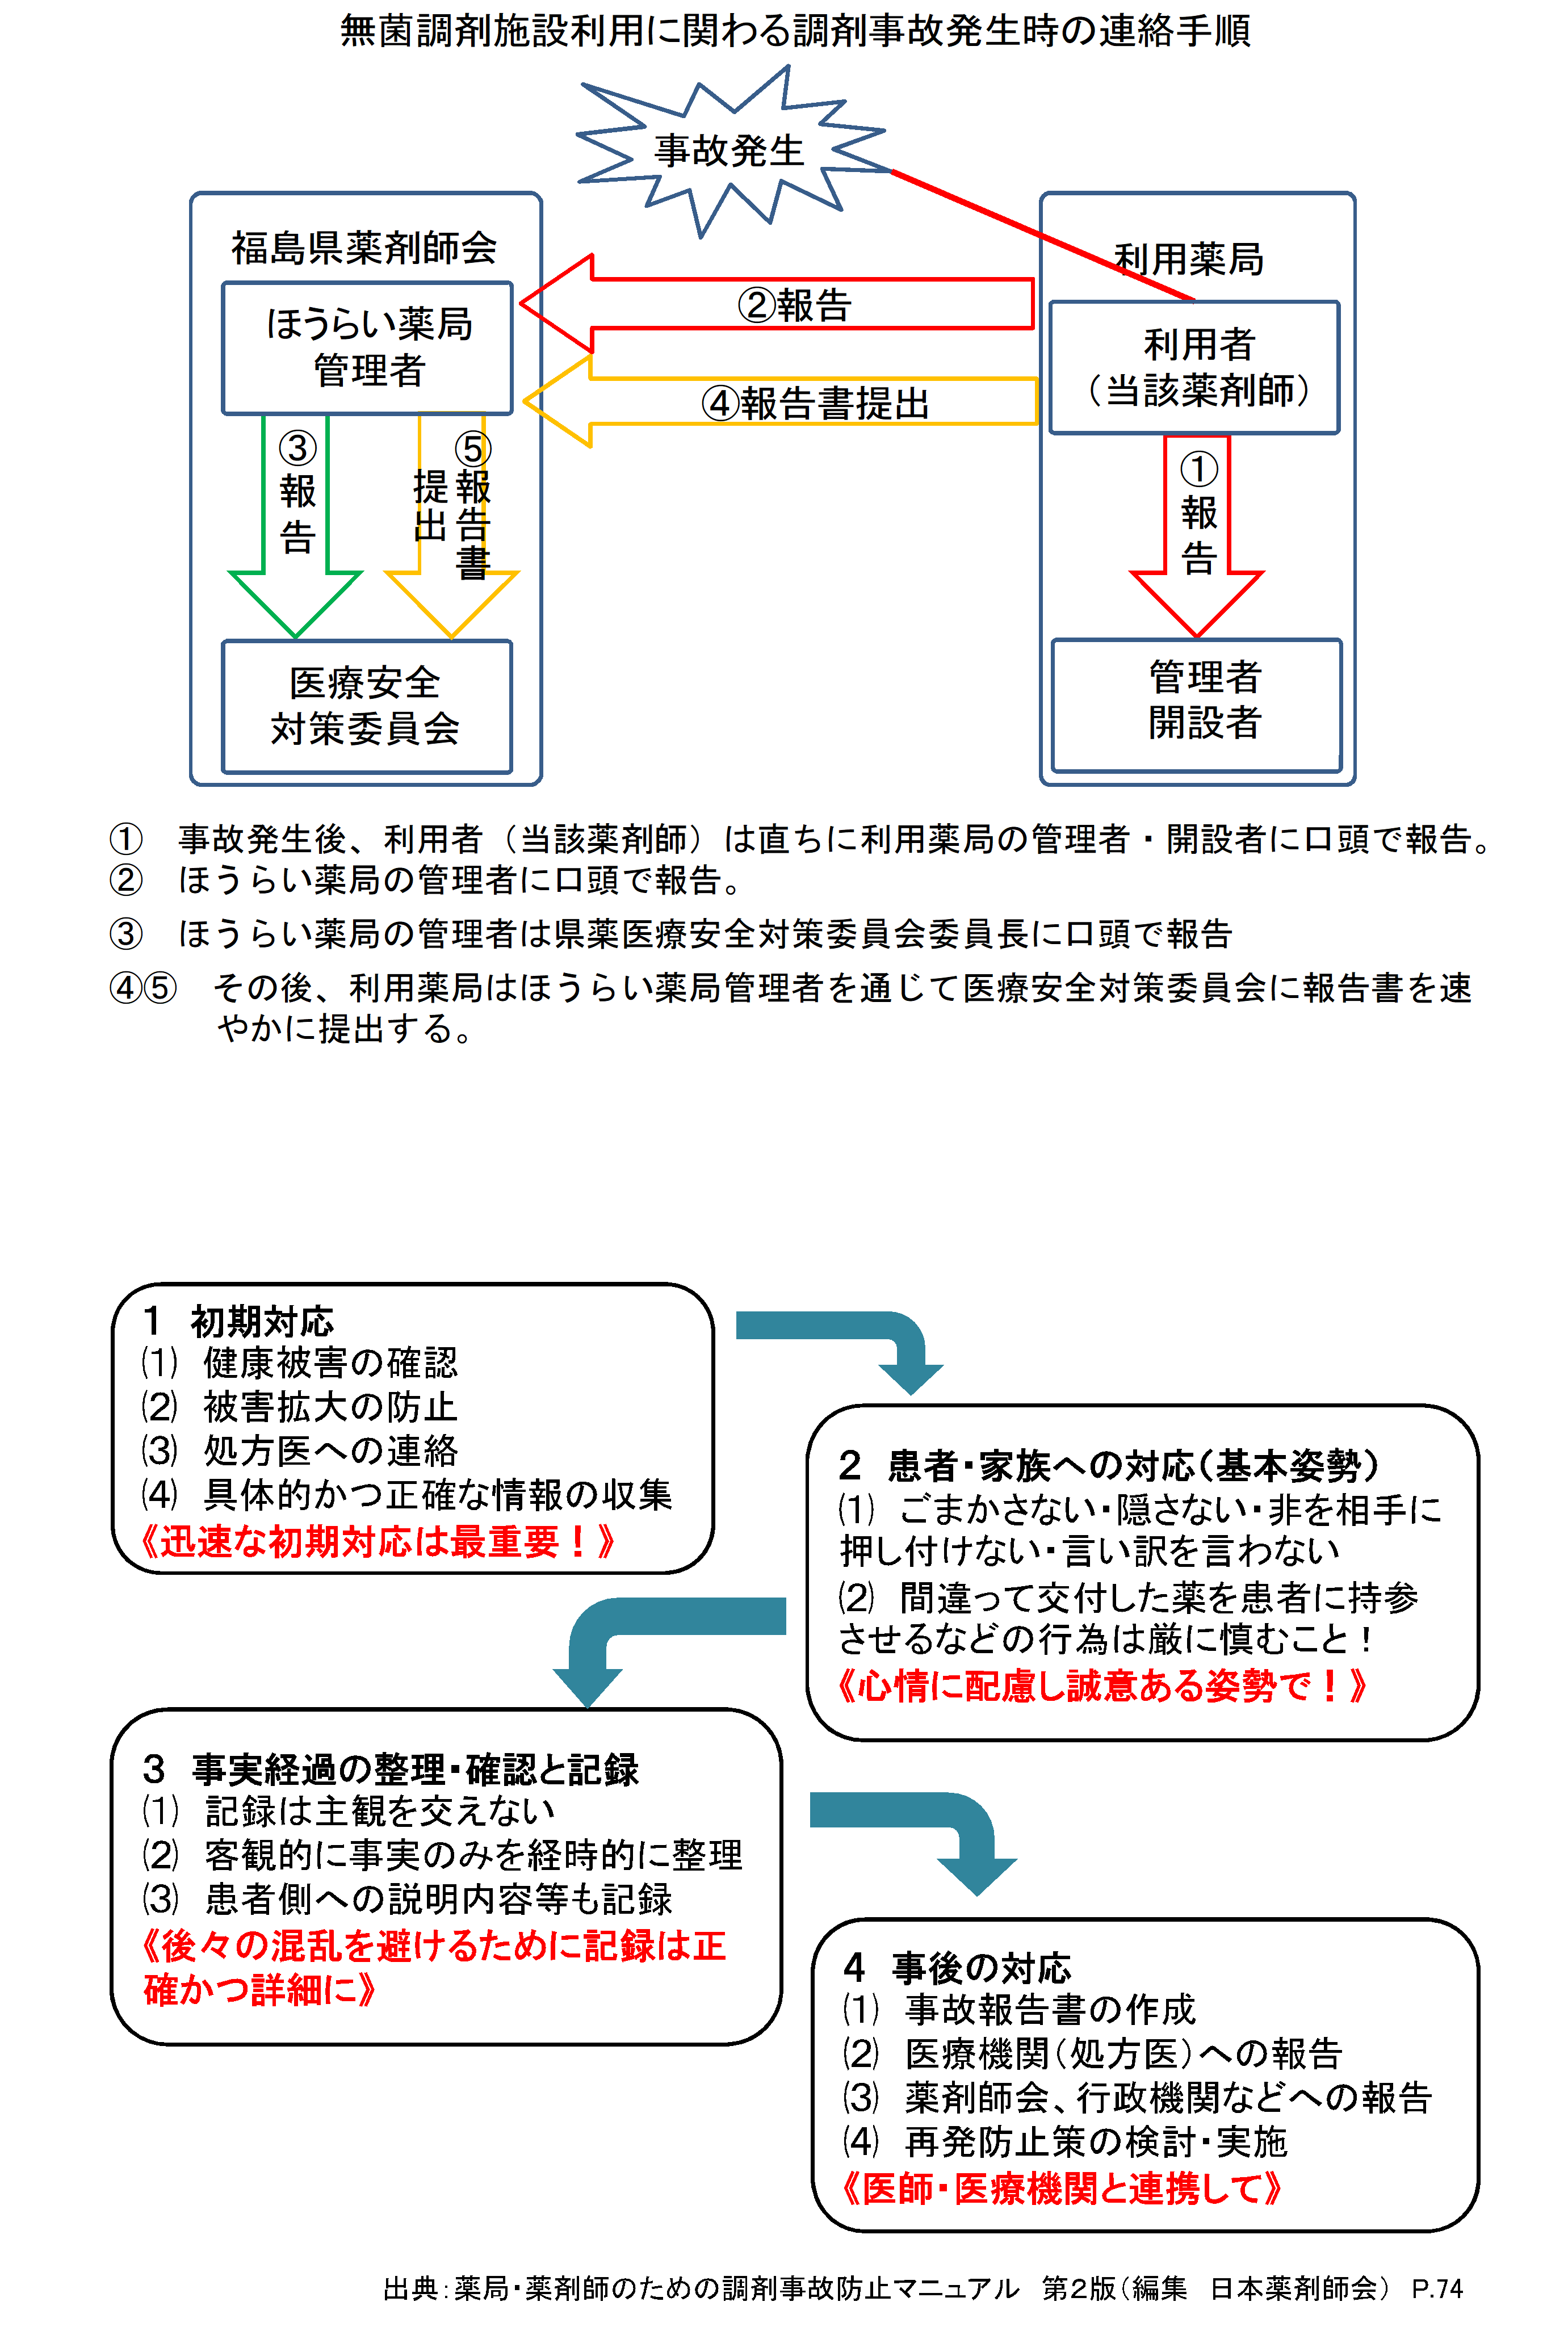 無菌調剤施設利用に関わる調剤事故発生時の連絡手順
事故発生
福島県薬剤師会
利用薬局
ほうらい薬局
管理者
②報告
利用者
（当該薬剤師）
④報告書提出
③報告
⑤報告書
提出
①報告
医療安全
対策委員会
管理者
開設者
①　事故発生後、利用者（当該薬剤師）は直ちに利用薬局の管理者・開設者に口頭で報告。
②　ほうらい薬局の管理者に口頭で報告。
③　ほうらい薬局の管理者は県薬医療安全対策委員会委員長に口頭で報告
④⑤　その後、利用薬局はほうらい薬局管理者を通じて医療安全対策委員会に報告書を速
やかに提出する。
1　初期対応
⑴　健康被害の確認
⑵　被害拡大の防止
⑶　処方医への連絡
⑷　具体的かつ正確な情報の収集
《迅速な初期対応は最重要！》
2　患者・家族への対応（基本姿勢）
⑴　ごまかさない・隠さない・非を相手に
押し付けない・言い訳を言わない
⑵　間違って交付した薬を患者に持参
させるなどの行為は厳に慎むこと！
《心情に配慮し誠意ある姿勢で！》
3　事実経過の整理・確認と記録
⑴　記録は主観を交えない
⑵　客観的に事実のみを経時的に整理
⑶　患者側への説明内容等も記録
《後々の混乱を避けるために記録は正
確かつ詳細に》
4　事後の対応
⑴　事故報告書の作成
⑵　医療機関（処方医）への報告
⑶　薬剤師会、行政機関などへの報告
⑷　再発防止策の検討・実施
《医師・医療機関と連携して》
出典：薬局・薬剤師のための調剤事故防止マニュアル　第２版（編集　日本薬剤師会）　P.74